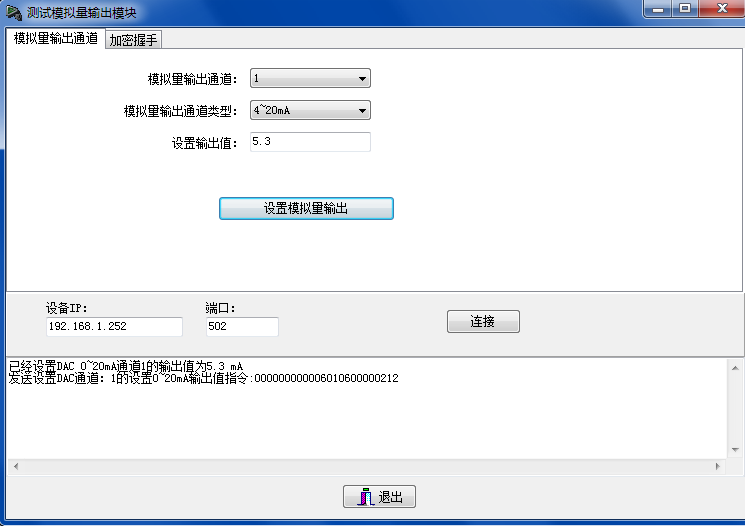 测试模拟量输出模块
模拟量输出通道 加密握手
模拟量输出通道: 1
模拟量输出通道类型: 4~20mA
设置输出值: 5.3
设置模拟量输出
设备IP: 端口:
192.168.1.252 502 连接
已经设置DAC 0~20mA通道1的输出值为5.3 mA
发送设置DAC通道: 1的设置0~20mA输出值指令:000000000006010600000212
退出